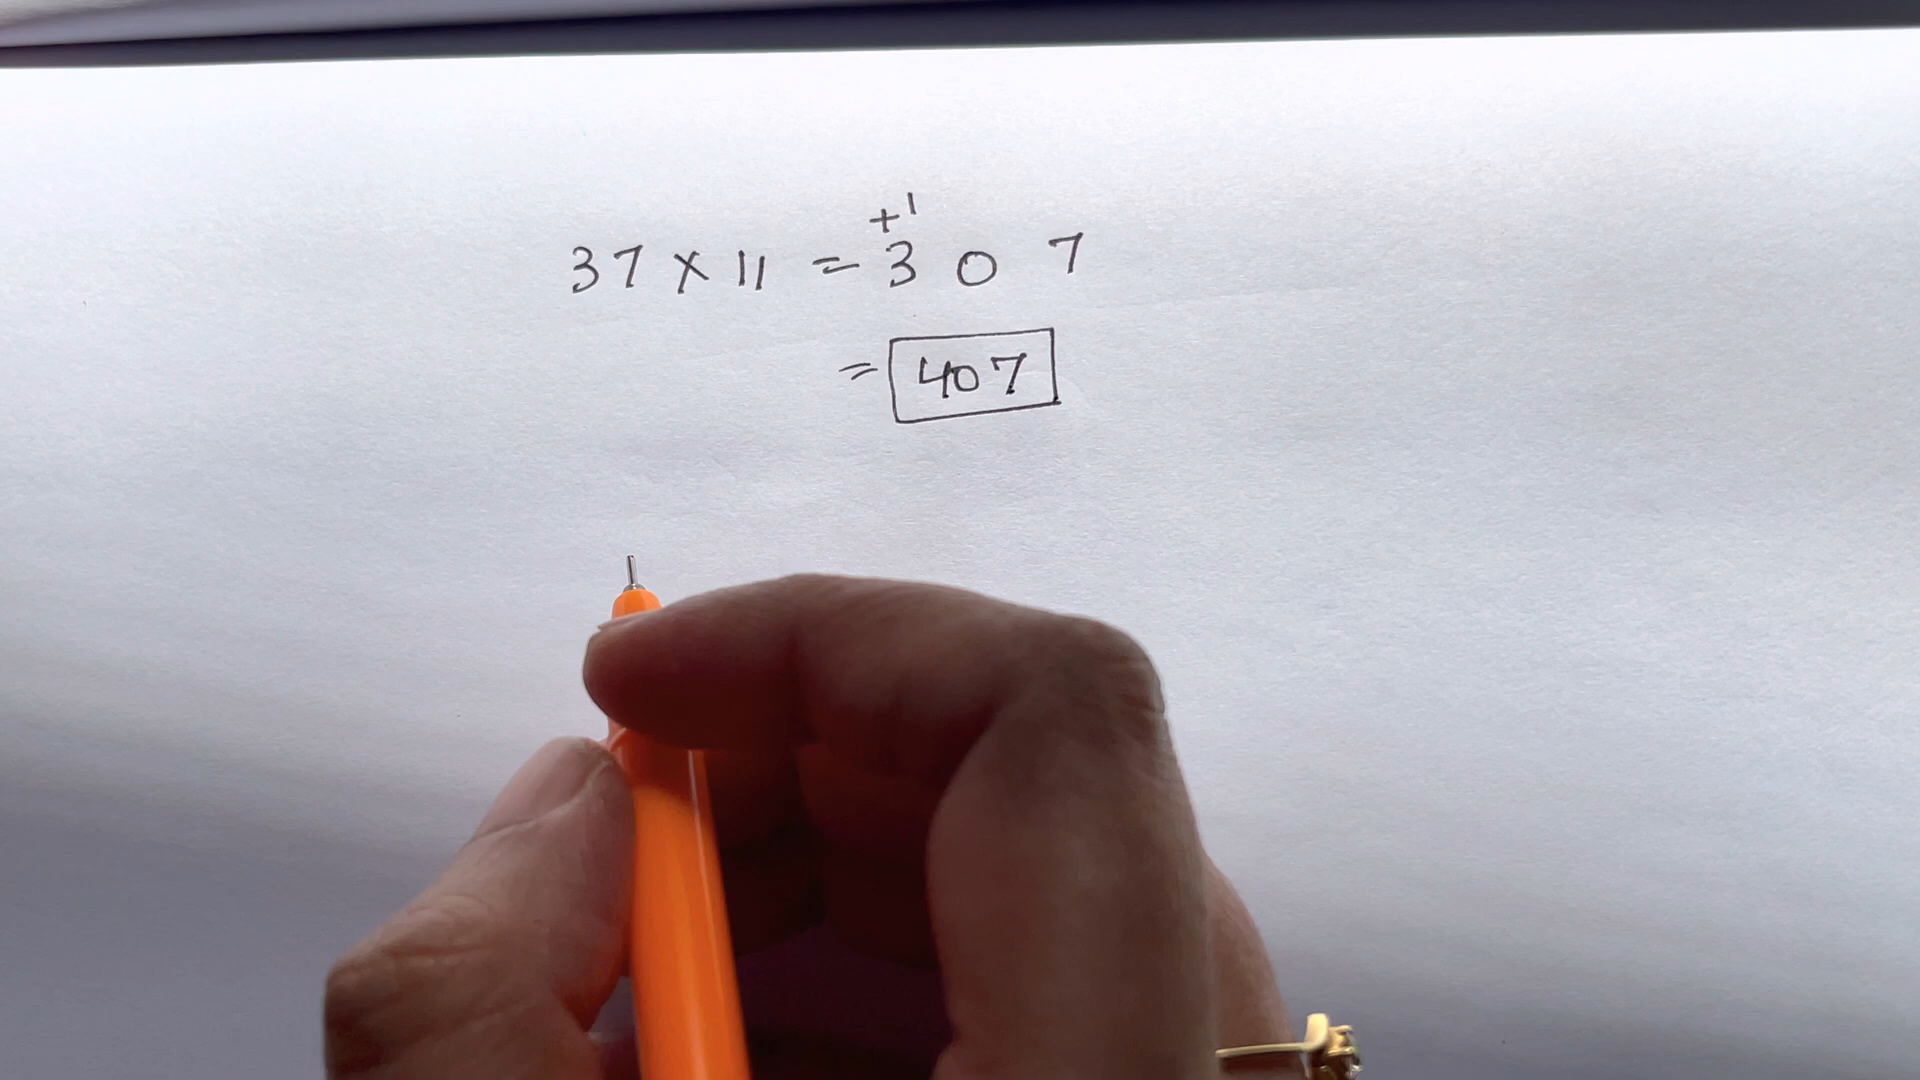 +1
37 × 11 = 3 0 7
= 407